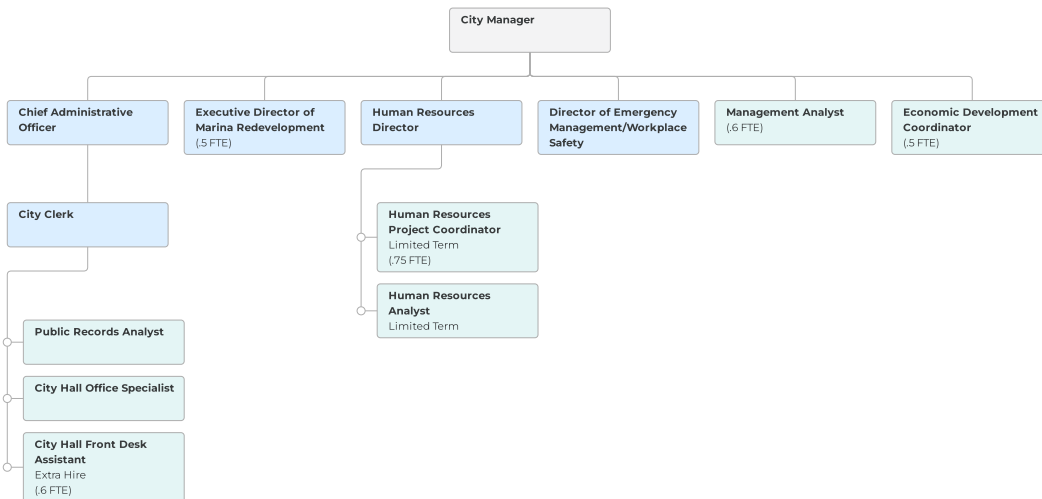 City Manager
Chief Administrative
Officer
Executive Director of
Marina Redevelopment
(.5 FTE)
Human Resources
Director
Director of Emergency
Management/Workplace
Safety
Management Analyst
(.6 FTE)
Economic Development
Coordinator
(.5 FTE)
City Clerk
Human Resources
Project Coordinator
Limited Term
(.75 FTE)
Human Resources
Analyst
Limited Term
Public Records Analyst
City Hall Office Specialist
City Hall Front Desk
Assistant
Extra Hire
(.6 FTE)